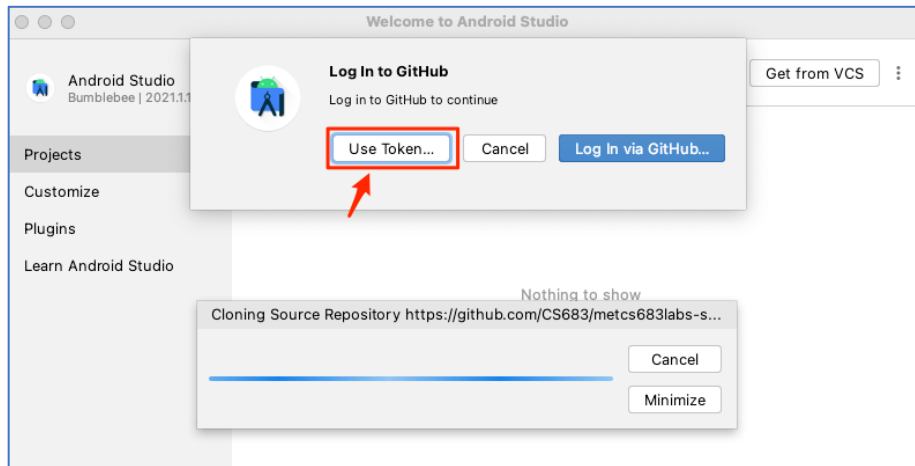 Welcome to Android Studio
Android Studio
Bumblebee | 2021.1.1
Log In to GitHub
Log in to GitHub to continue
Use Token...
Cancel
Log In via GitHub...
Get from VCS
Projects
Customize
Plugins
Learn Android Studio
Nothing to show
Cloning Source Repository https://github.com/CS683/metcs683labs-s...
Cancel
Minimize